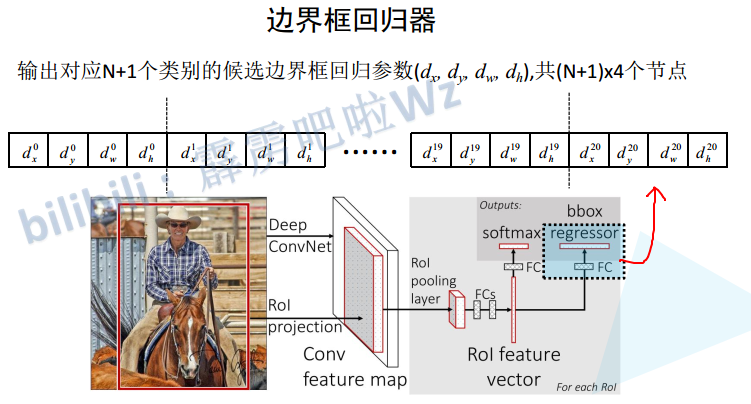 边界框回归器
输出对应N+1个类别的候选边界框回归参数(dx, dy, dw, dh),共(N+1)x4个节点
d_x^0 d_y^0 d_w^0 d_h^0 d_x^1 d_y^1 d_w^1 d_h^1 ······ d_x^19 d_y^19 d_w^19 d_h^19 d_x^20 d_y^20 d_w^20 d_h^20
bilibili: 霹雳吧啦Wz
Deep
ConvNet
RoI
projection
Conv
feature map
RoI
pooling
layer
FCs
Outputs:
softmax
bbox
regressor
FC
FC
RoI feature
vector
For each RoI